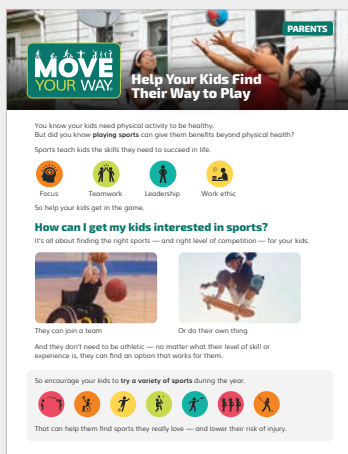 PARENTS
MOVE
YOUR WAY
Help Your Kids Find
Their Way to Play
You know your kids need physical activity to be healthy.
But did you know playing sports can give them benefits beyond physical health?
Sports teach kids the skills they need to succeed in life.
Focus Teamwork Leadership Work ethic
So help your kids get in the game.
How can I get my kids interested in sports?
It's all about finding the right sports — and right level of competition — for your kids.
They can join a team Or do their own thing
And they don't need to be athletic — no matter what their level of skill or
experience is, they can find an option that works for them.
So encourage your kids to try a variety of sports during the year.
That can help them find sports they really love — and lower their risk of injury.